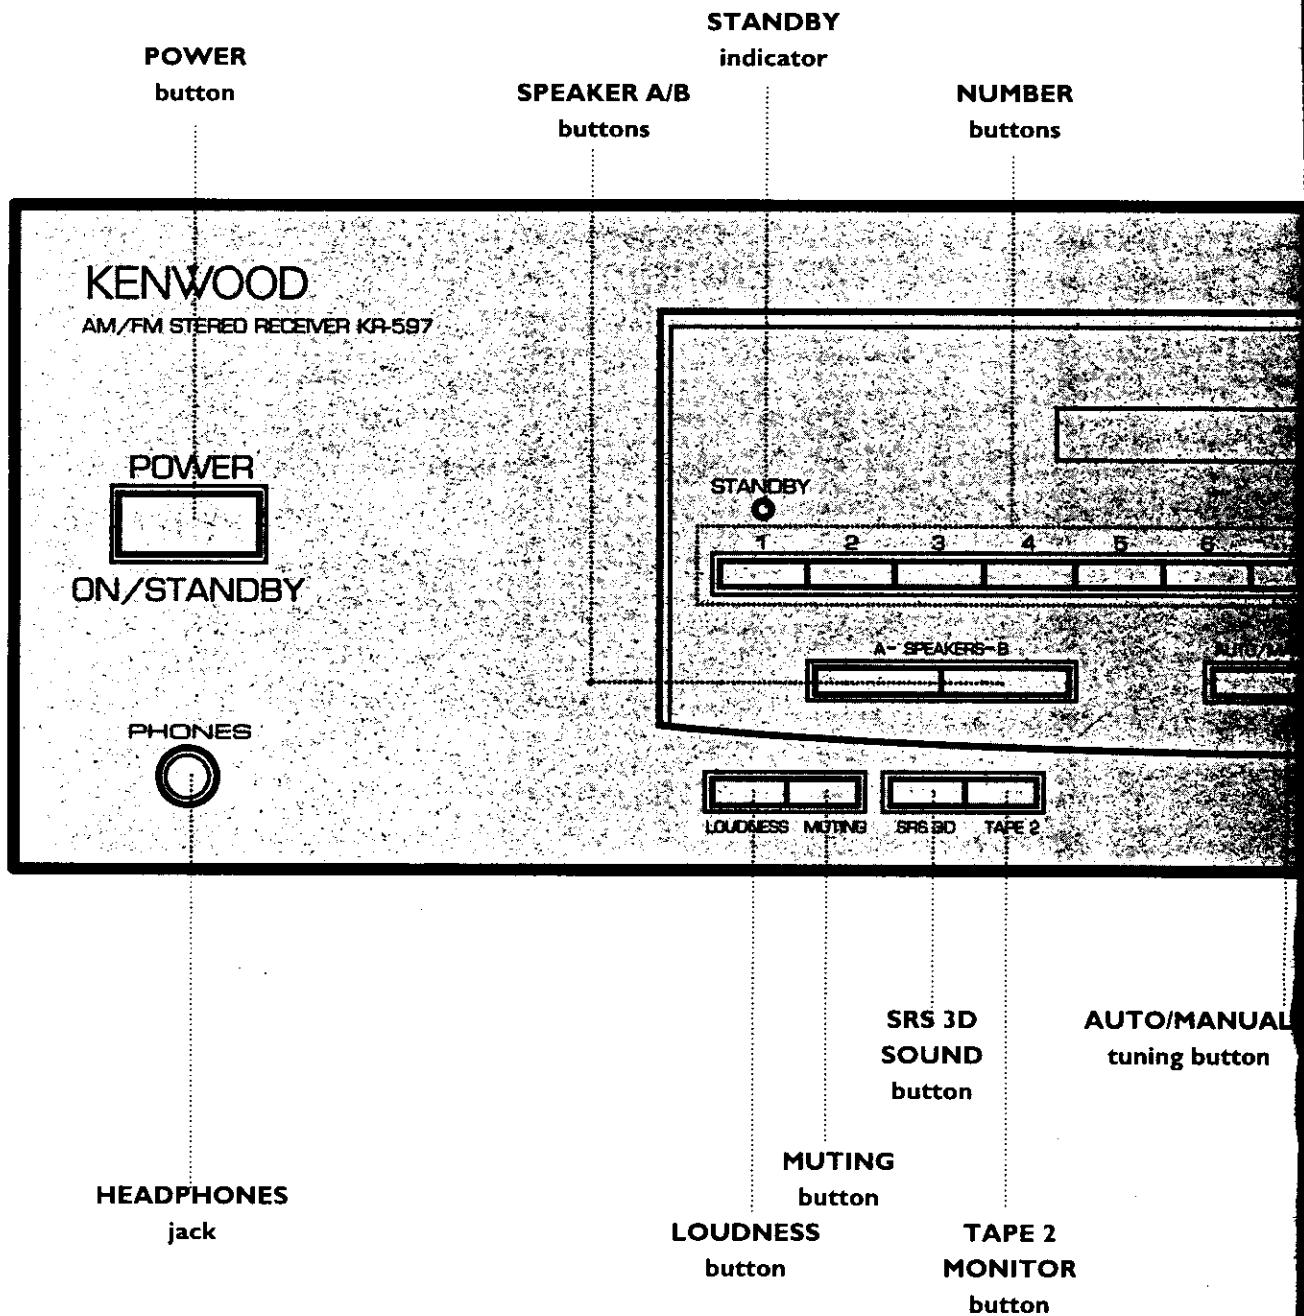 STANDBY
indicator
POWER
button
SPEAKER A/B
buttons
NUMBER
buttons
KENWOOD
AM/FM STEREO RECEIVER KR-597
POWER
ON/STANDBY
STANDBY
1 2 3 4 5 6
A- SPEAKERS-B
PHONES
LOUDNESS MUTING SRS 3D TAPE 2
SRS 3D
SOUND
button
AUTO/MANUAL
tuning button
MUTING
button
HEADPHONES
jack
LOUDNESS
button
TAPE 2
MONITOR
button